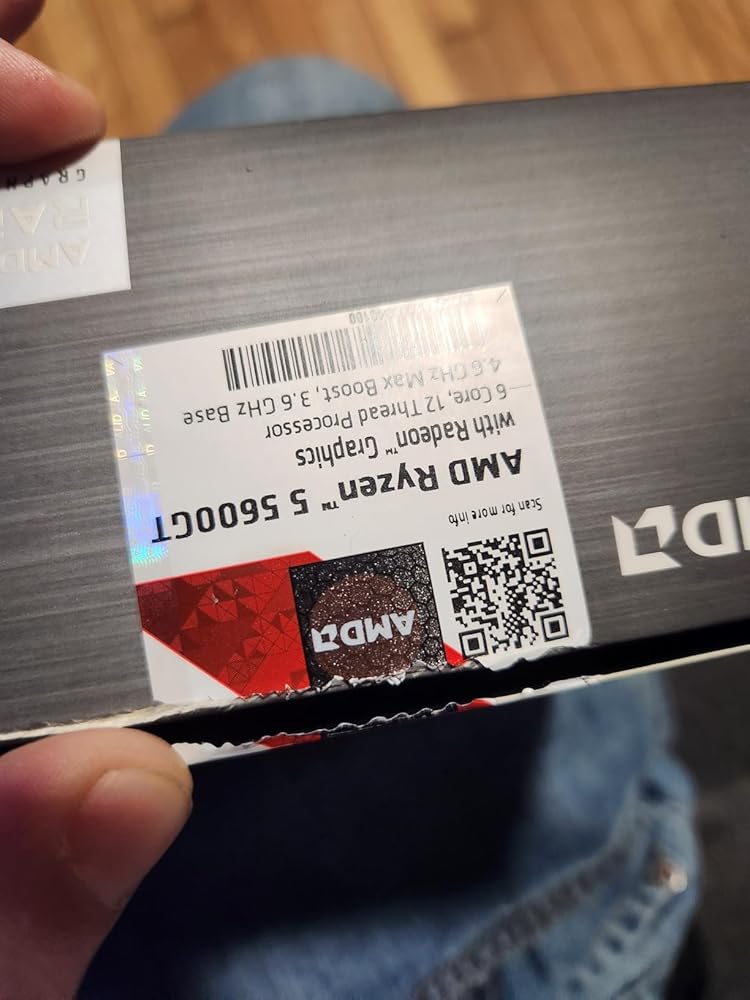 Scan for more info
AMD
AMD Ryzen™ 5 5600GT
with Radeon™ Graphics
6 Core, 12 Thread Processor
4.6 GHz Max Boost, 3.6 GHz Base
AMD